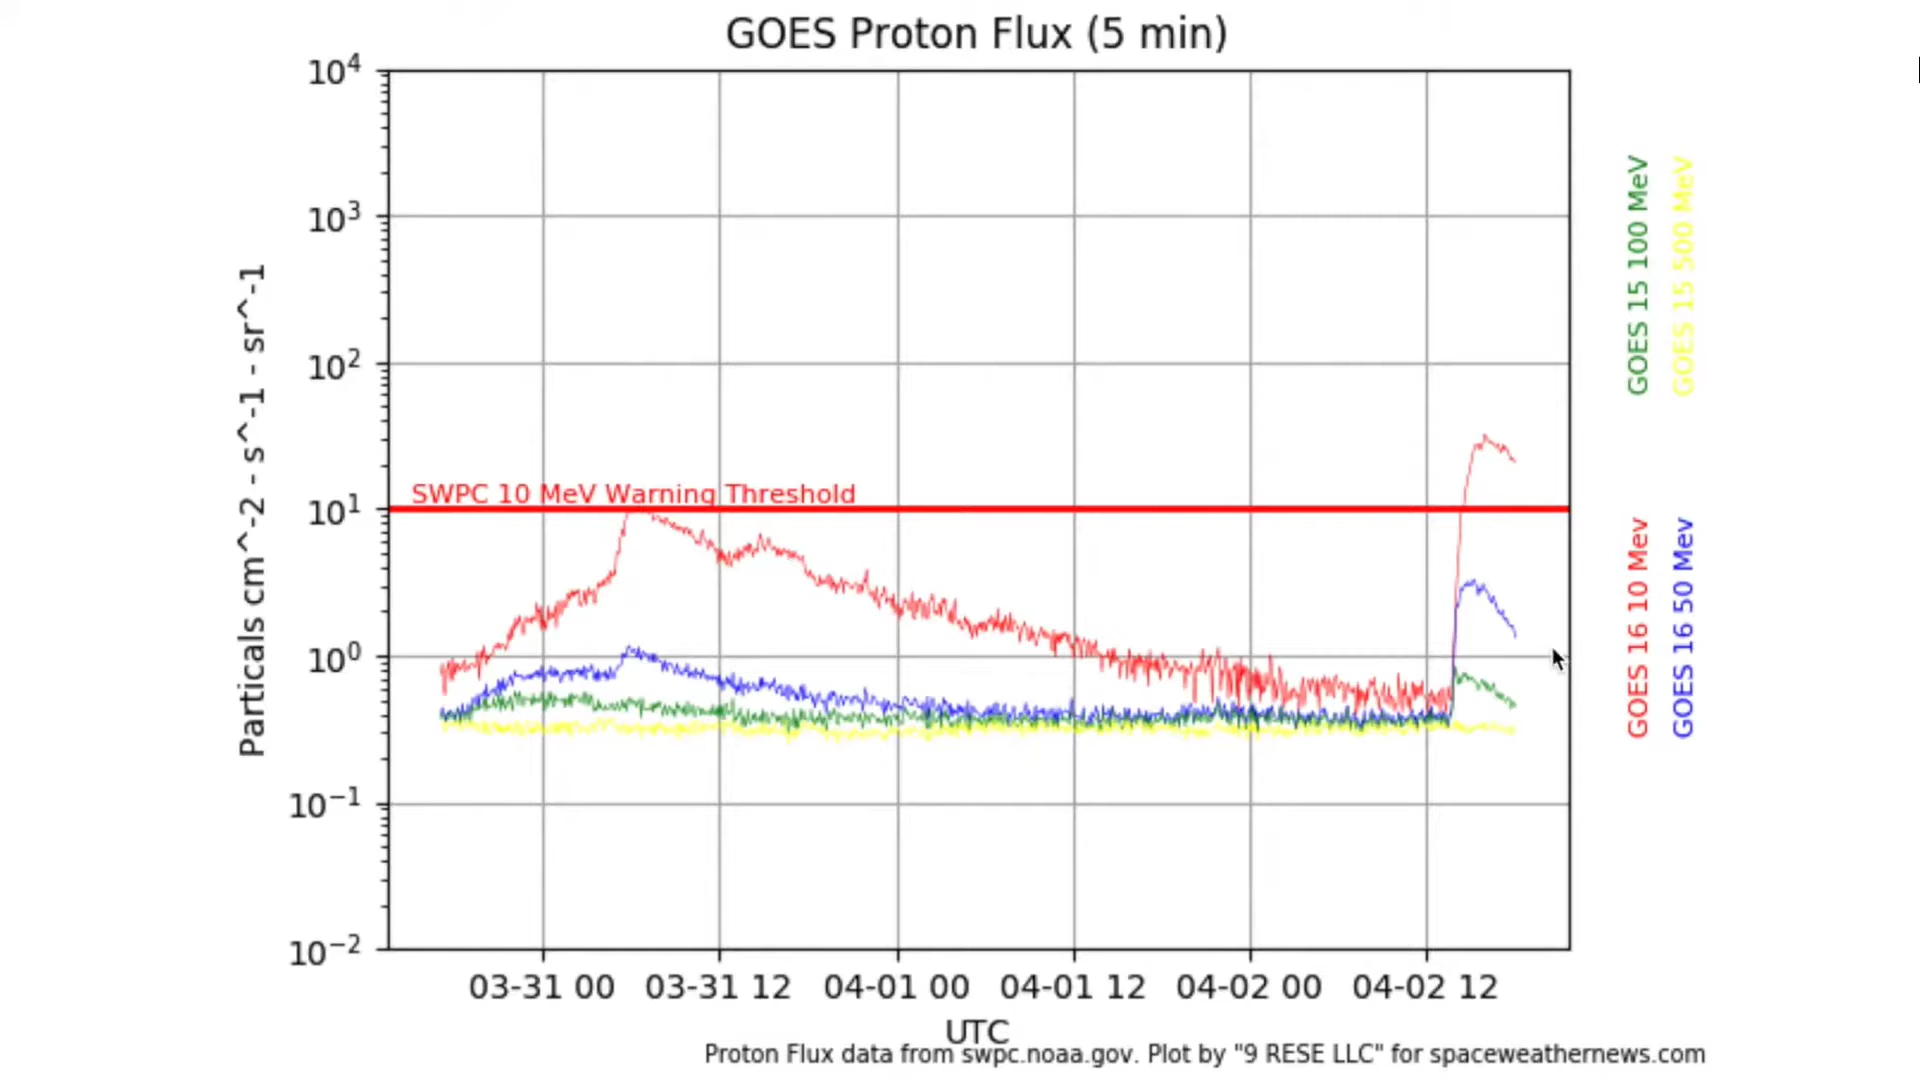 GOES Proton Flux (5 min)
10^4
10^3
10^2
10^1
10^0
10^−1
10^−2
Particals cm^-2 - s^-1 - sr^-1
SWPC 10 MeV Warning Threshold
GOES 15 100 MeV
GOES 15 500 MeV
GOES 16 10 Mev
GOES 16 50 Mev
03-31 00 03-31 12 04-01 00 04-01 12 04-02 00 04-02 12
UTC
Proton Flux data from swpc.noaa.gov. Plot by "9 RESE LLC" for spaceweathernews.com